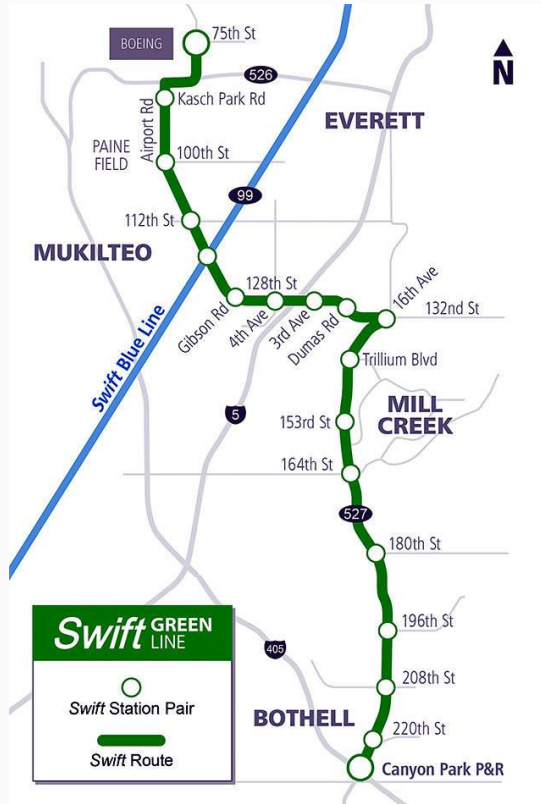 75th St
BOEING
N
526
Kasch Park Rd
Airport Rd
EVERETT
PAINE
FIELD
100th St
99
112th St
MUKILTEO
128th St
16th Ave
132nd St
Gibson Rd
4th Ave
3rd Ave
Dumas Rd
Swift Blue Line
Trillium Blvd
5
MILL
CREEK
153rd St
164th St
527
180th St
Swift GREEN
LINE
196th St
405
208th St
Swift Station Pair
BOTHELL
220th St
Swift Route
Canyon Park P&R